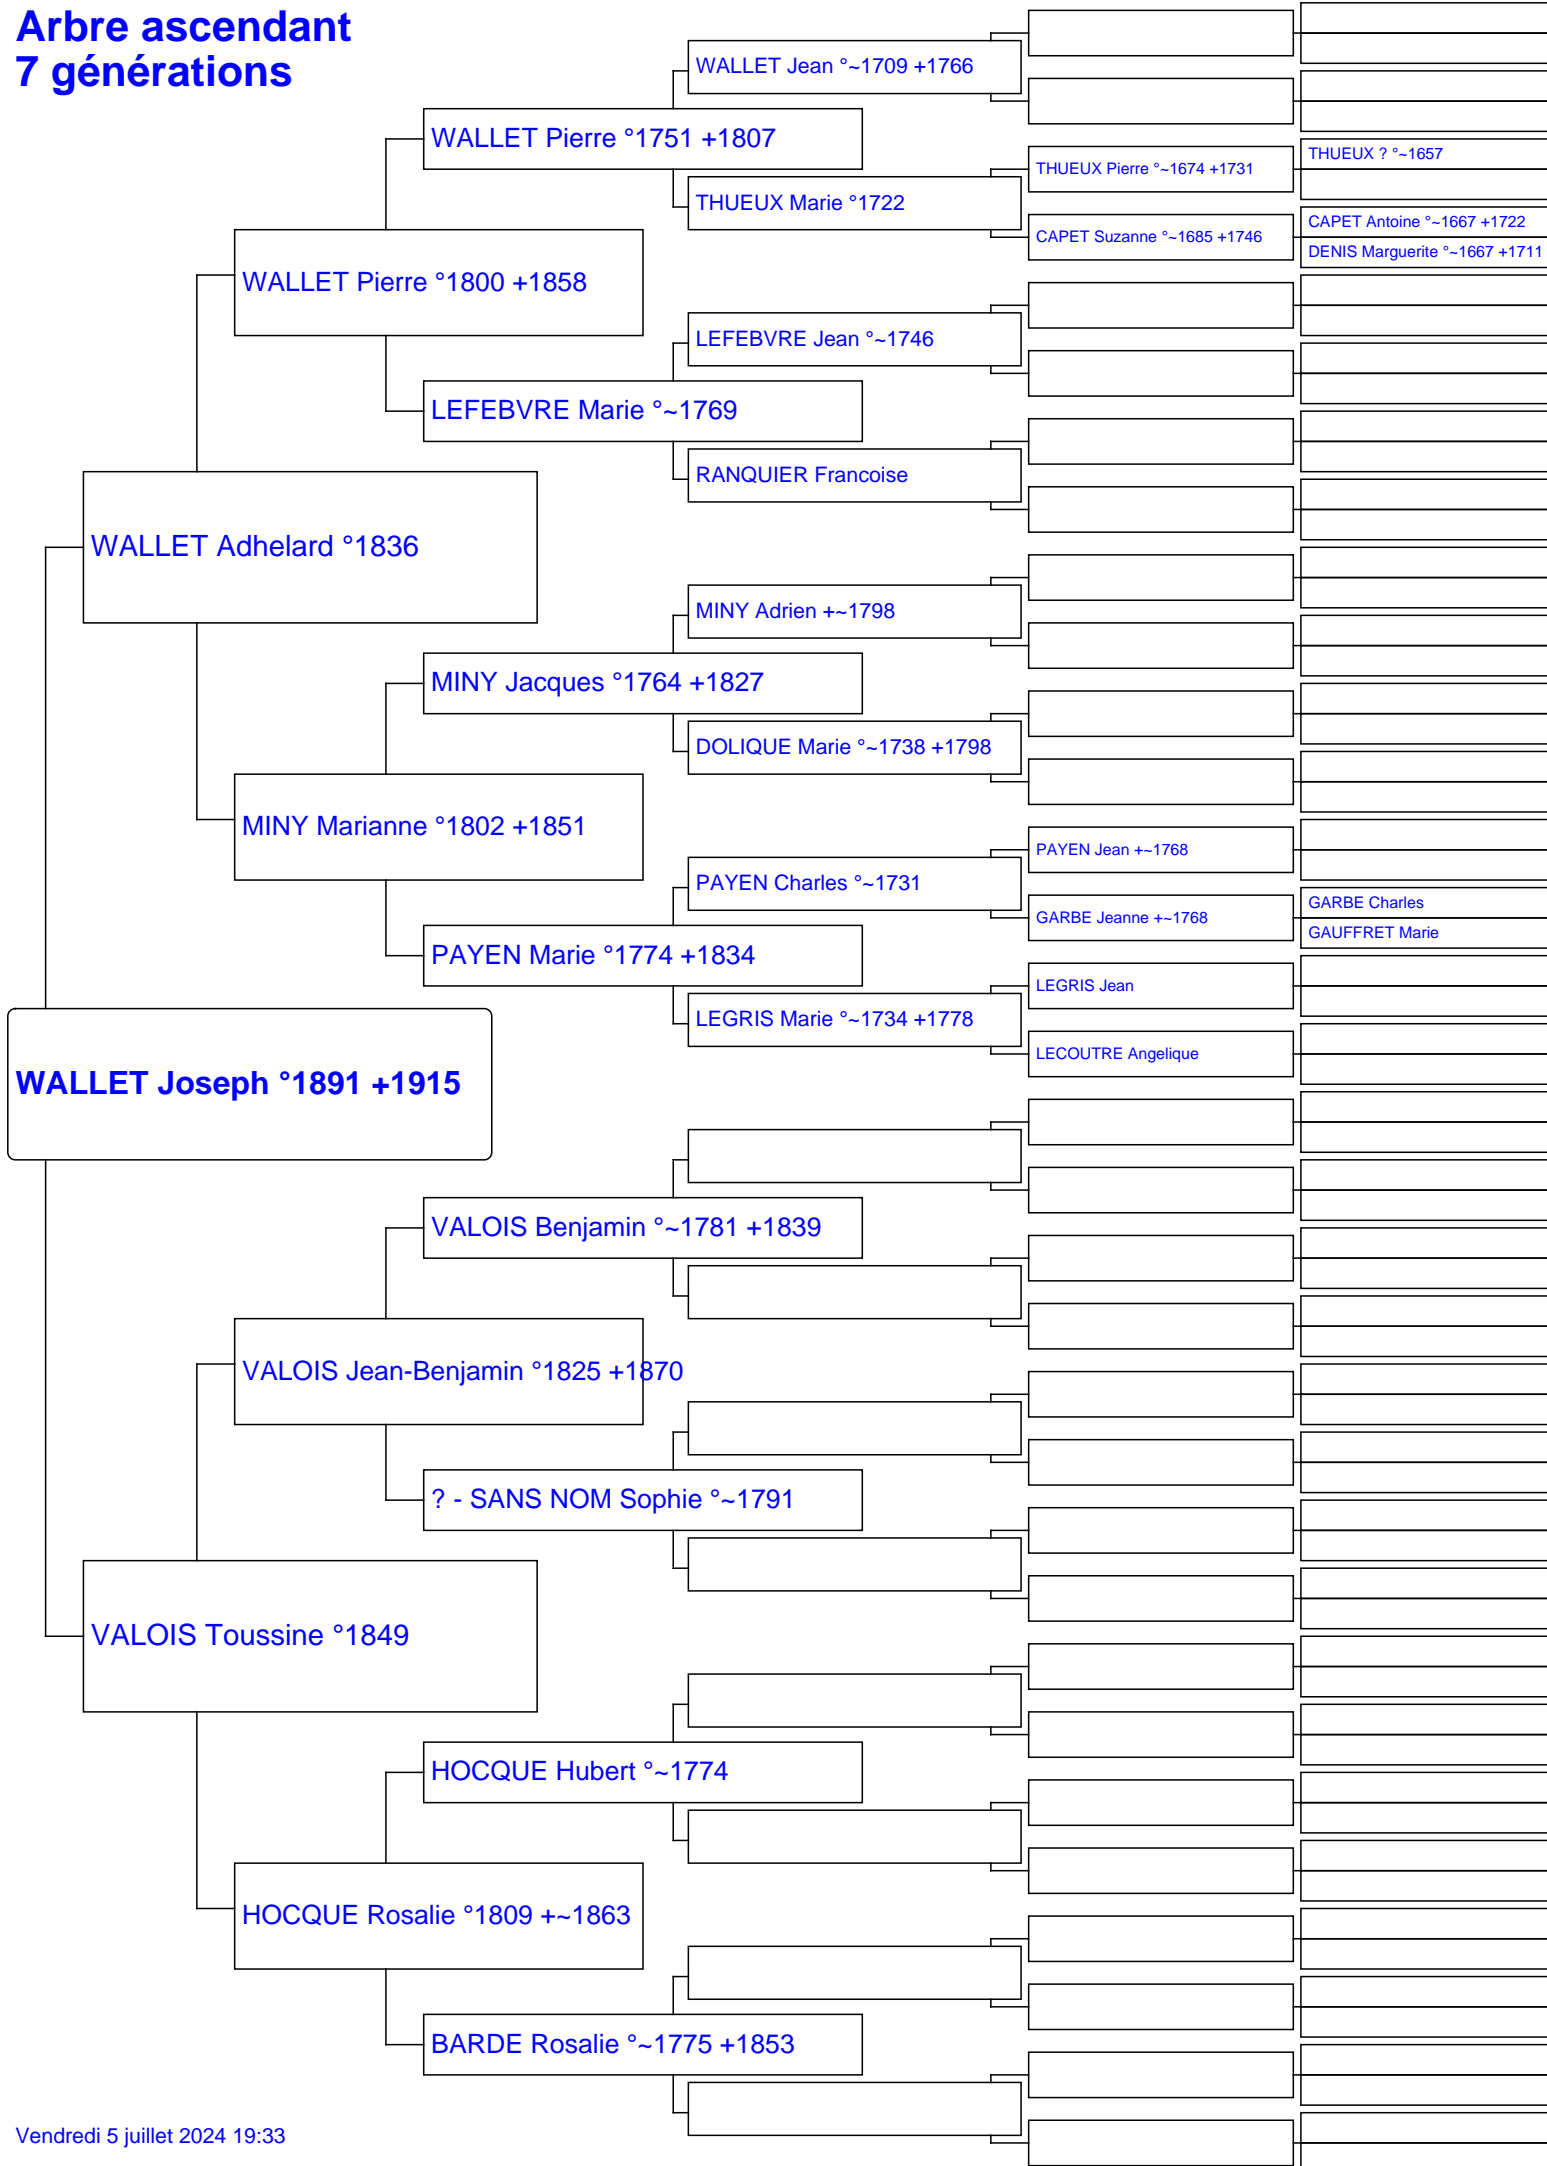 Arbre ascendant
7 générations
WALLET Joseph °1891 +1915
WALLET Adhelard °1836
VALOIS Toussine °1849
WALLET Pierre °1800 +1858
MINY Marianne °1802 +1851
VALOIS Jean-Benjamin °1825 +1870
HOCQUE Rosalie °1809 +~1863
WALLET Pierre °1751 +1807
LEFEBVRE Marie °~1769
MINY Jacques °1764 +1827
PAYEN Marie °1774 +1834
VALOIS Benjamin °~1781 +1839
? - SANS NOM Sophie °~1791
HOCQUE Hubert °~1774
BARDE Rosalie °~1775 +1853
WALLET Jean °~1709 +1766
THUEUX Marie °1722
LEFEBVRE Jean °~1746
RANQUIER Francoise
MINY Adrien +~1798
DOLIQUE Marie °~1738 +1798
PAYEN Charles °~1731
LEGRIS Marie °~1734 +1778
THUEUX Pierre °~1674 +1731
CAPET Suzanne °~1685 +1746
PAYEN Jean +~1768
GARBE Jeanne +~1768
LEGRIS Jean
LECOUTRE Angelique
THUEUX ? °~1657
CAPET Antoine °~1667 +1722
DENIS Marguerite °~1667 +1711
GARBE Charles
GAUFFRET Marie
Vendredi 5 juillet 2024 19:33